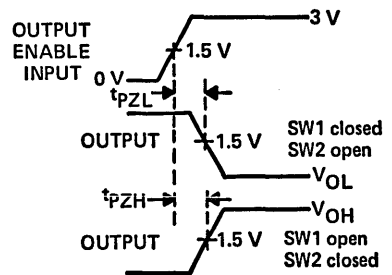 3 V
OUTPUT
ENABLE
INPUT
1.5 V
0 V
tPZL
OUTPUT
1.5 V
SW1 closed
SW2 open
VOL
tPZH
VOH
OUTPUT
1.5 V
SW1 open
SW2 closed